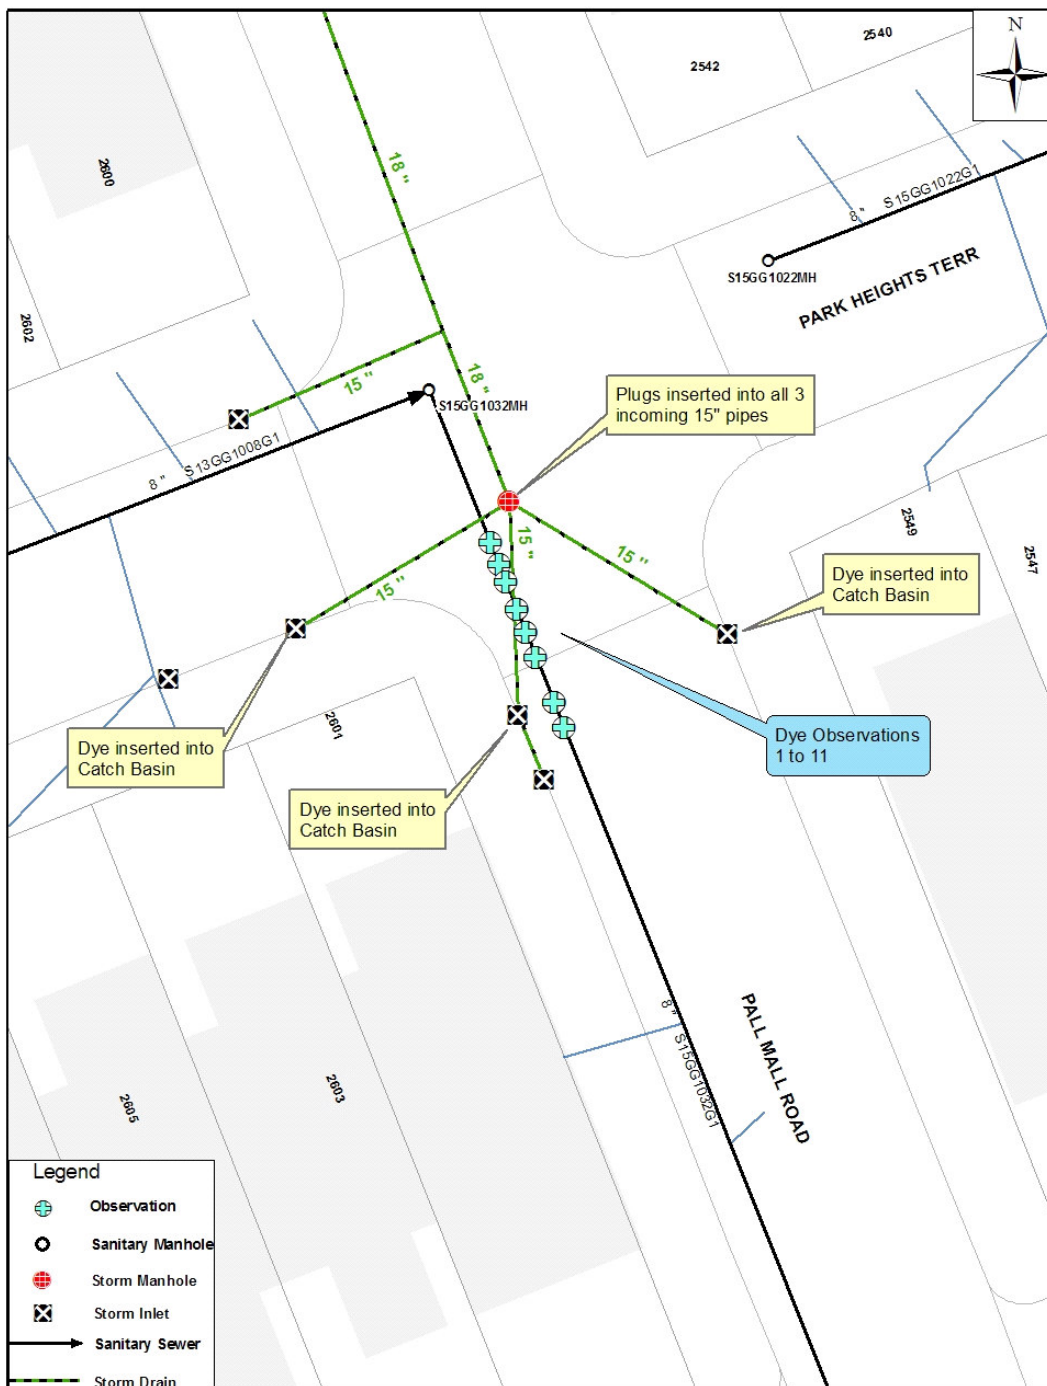 N
2540
2542
2600
18 "
S15GG1022G1
8 "
S15GG1022MH
PARK HEIGHTS TERR
2602
15 "
18 "
S15GG1032MH
Plugs inserted into all 3
incoming 15" pipes
8 "
S13GG1008G1
2549
2547
15 "
15 "
15 "
Dye inserted into
Catch Basin
2601
Dye inserted into
Catch Basin
Dye Observations
1 to 11
Dye inserted into
Catch Basin
8 "
S15GG1032G1
PALL MALL ROAD
2603
2605
Legend
Observation
Sanitary Manhole
Storm Manhole
Storm Inlet
Sanitary Sewer
Storm Drain